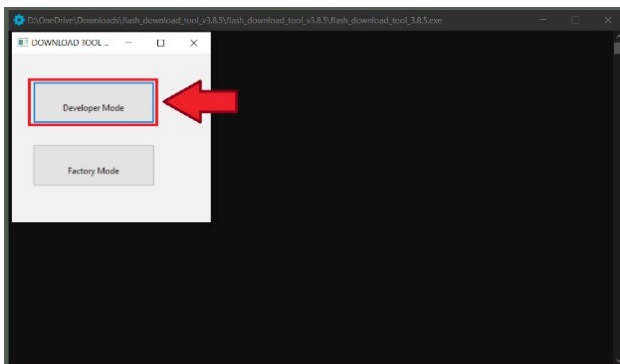 D:\OneDrive\Downloads\flash_download_tool_v3.8.5\flash_download_tool_v3.8.5\flash_download_tool_3.8.5.exe
DOWNLOAD TOOL ...
Developer Mode
Factory Mode